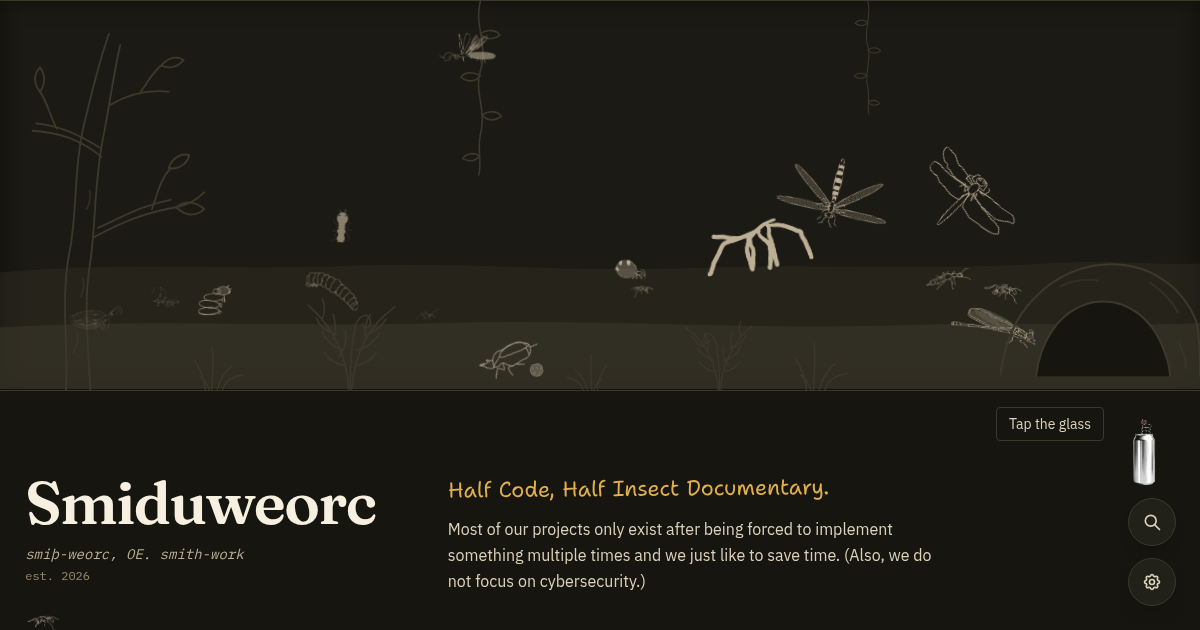 Tap the glass
Smiduweorc
Half Code, Half Insect Documentary.
smiþ-weorc, OE. smith-work
est. 2026
Most of our projects only exist after being forced to implement
something multiple times and we just like to save time. (Also, we do
not focus on cybersecurity.)